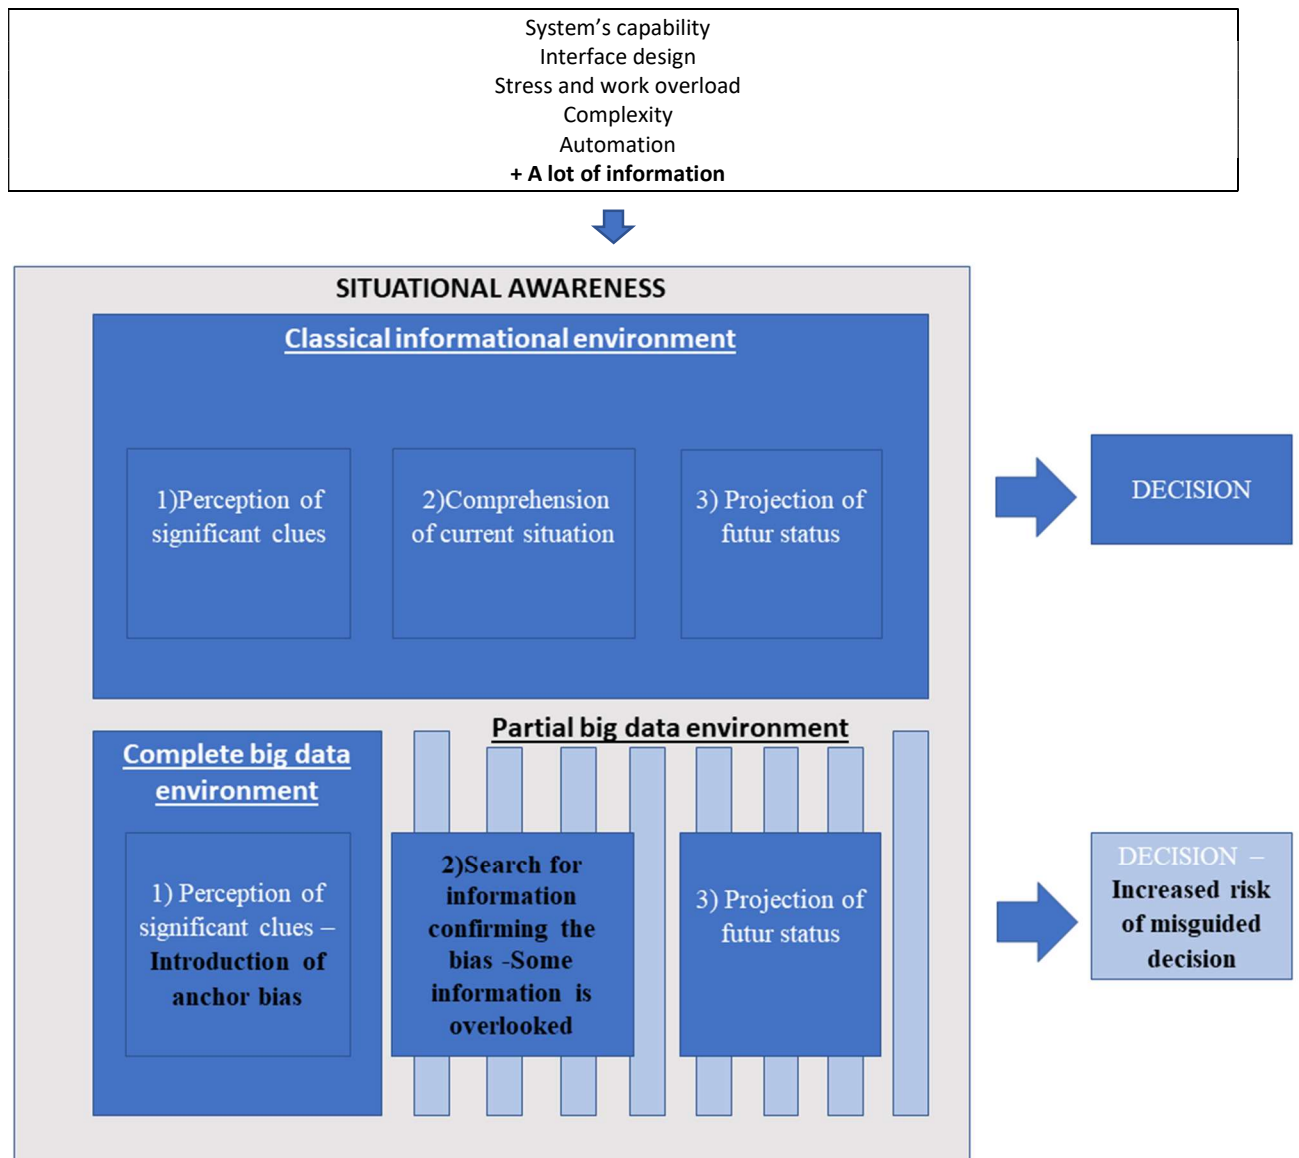 System’s capability
Interface design
Stress and work overload
Complexity
Automation
+ A lot of information
SITUATIONAL AWARENESS
Classical informational environment
1)Perception of
significant clues
2)Comprehension
of current situation
3) Projection of
futur status
DECISION
Complete big data
environment
1) Perception of
significant clues –
Introduction of
anchor bias
Partial big data environment
2)Search for
information
confirming the
bias -Some
information is
overlooked
3) Projection of
futur status
DECISION –
Increased risk
of misguided
decision